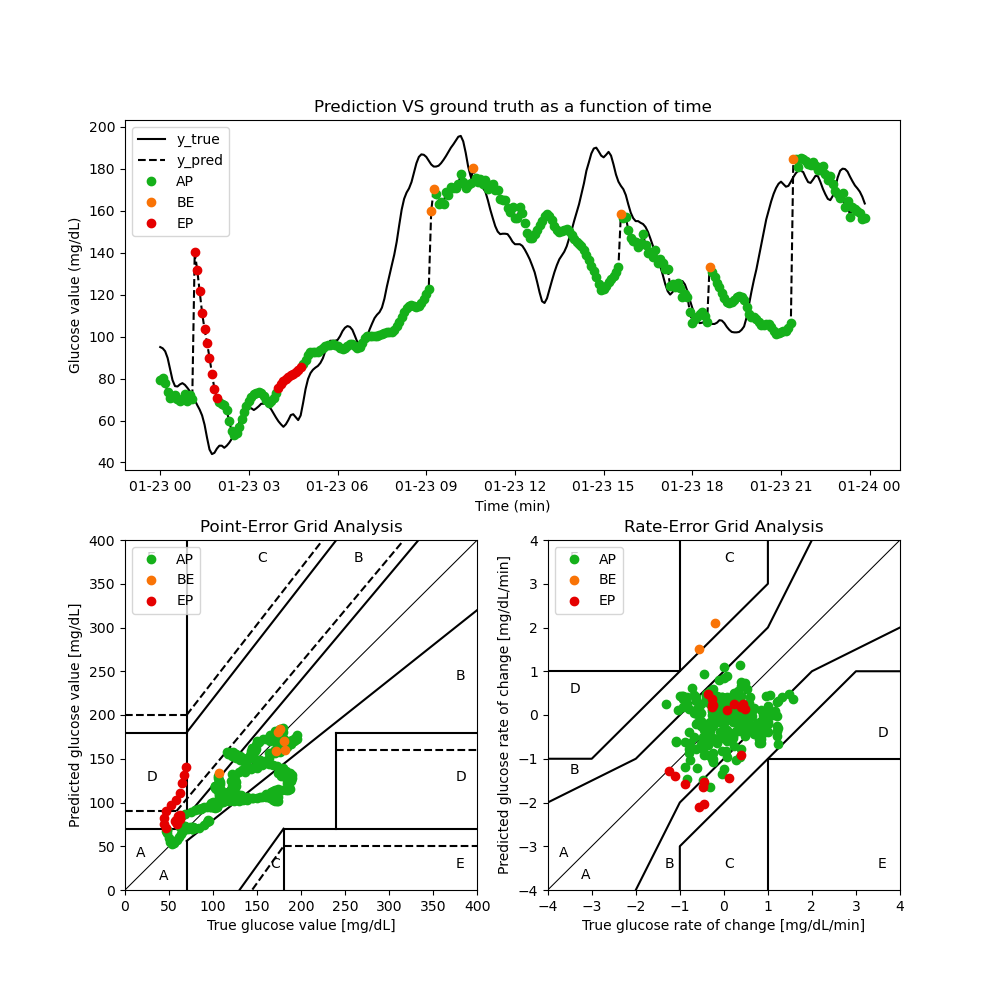 Prediction VS ground truth as a function of time
Glucose value (mg/dL)
200
180
160
140
120
100
80
60
40
y_true
y_pred
AP
BE
EP
01-23 00 01-23 03 01-23 06 01-23 09 01-23 12 01-23 15 01-23 18 01-23 21 01-24 00
Time (min)
Point-Error Grid Analysis
Predicted glucose value [mg/dL]
400
350
300
250
200
150
100
50
0
AP
BE
EP
C
B
B
D
D
A
A
C
E
0 50 100 150 200 250 300 350 400
True glucose value [mg/dL]
Rate-Error Grid Analysis
Predicted glucose rate of change [mg/dL/min]
4
3
2
1
0
−1
−2
−3
−4
AP
BE
EP
C
D
D
B
A
A
B
C
E
−4 −3 −2 −1 0 1 2 3 4
True glucose rate of change [mg/dL/min]